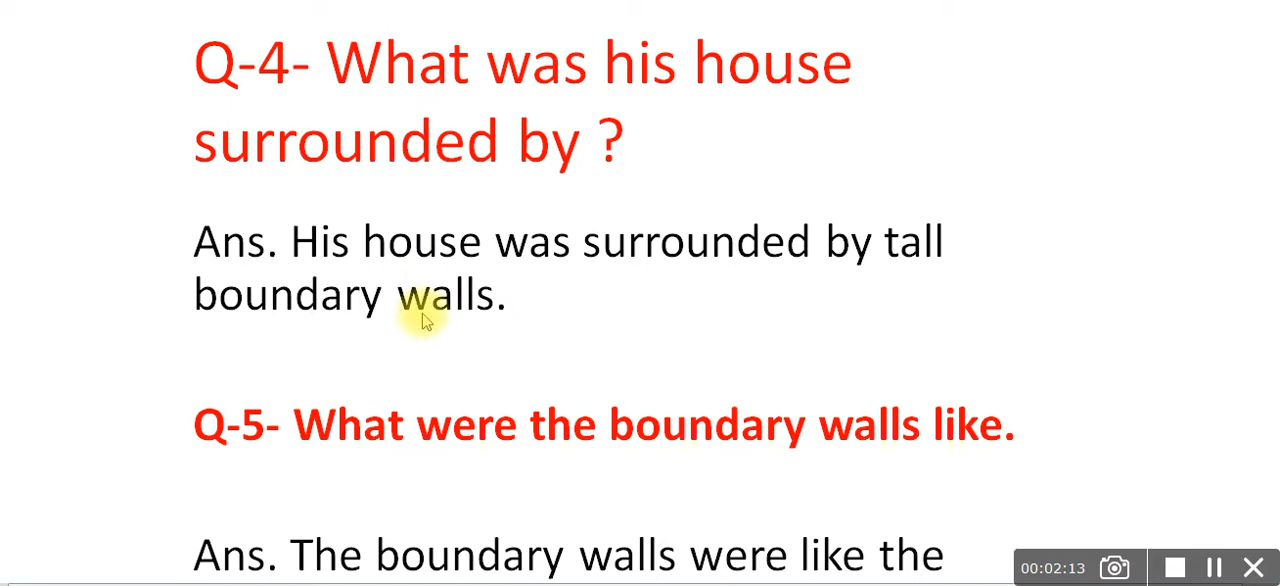 Q-4- What was his house
surrounded by ?
Ans. His house was surrounded by tall
boundary walls.
Q-5- What were the boundary walls like.
Ans. The boundary walls were like the
00:02:13